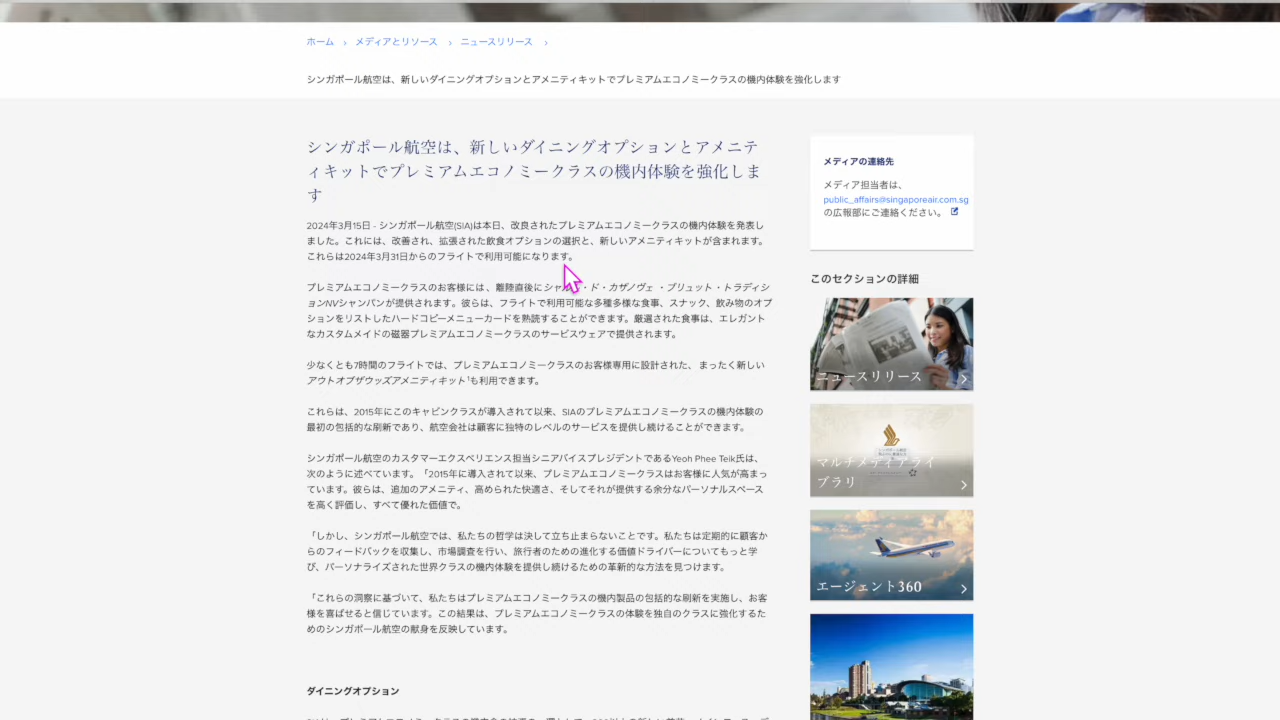 ホーム › メディアとリソース › ニュースリリース ›
シンガポール航空は、新しいダイニングオプションとアメニティキットでプレミアムエコノミークラスの機内体験を強化します
シンガポール航空は、新しいダイニングオプションとアメニテ
ィキットでプレミアムエコノミークラスの機内体験を強化しま
す
2024年3月15日 - シンガポール航空(SIA)は本日、改良されたプレミアムエコノミークラスの機内体験を発表し
ました。これには、改善され、拡張された飲食オプションの選択と、新しいアメニティキットが含まれます。
これらは2024年3月31日からのフライトで利用可能になります。
プレミアムエコノミークラスのお客様には、離陸直後にシャ・ド・カザノヴェ ・ブリュット・トラディシ
ョンNVシャンパンが提供されます。彼らは、フライトで利用可能な多種多様な食事、スナック、飲み物のオプ
ションをリストしたハードコピーメニューカードを熟読することができます。厳選された食事は、エレガント
なカスタムメイドの磁器プレミアムエコノミークラスのサービスウェアで提供されます。
少なくとも7時間のフライトでは、プレミアムエコノミークラスのお客様専用に設計された、まったく新しい
アウトオブザウッズアメニティキット¹も利用できます。
これらは、2015年にこのキャビンクラスが導入されて以来、SIAのプレミアムエコノミークラスの機内体験の
最初の包括的な刷新であり、航空会社は顧客に独特のレベルのサービスを提供し続けることができます。
シンガポール航空のカスタマーエクスペリエンス担当シニアバイスプレジデントであるYeoh Phee Teik氏は、
次のように述べています。「2015年に導入されて以来、プレミアムエコノミークラスはお客様に人気が高まっ
ています。彼らは、追加のアメニティ、高められた快適さ、そしてそれが提供する余分なパーソナルスペース
を高く評価し、すべて優れた価値で。
「しかし、シンガポール航空では、私たちの哲学は決して立ち止まらないことです。私たちは定期的に顧客か
らのフィードバックを収集し、市場調査を行い、旅行者のための進化する価値ドライバーについてもっと学
び、パーソナライズされた世界クラスの機内体験を提供し続けるための革新的な方法を見つけます。
「これらの洞察に基づいて、私たちはプレミアムエコノミークラスの機内製品の包括的な刷新を実施し、お客
様を喜ばせると信じています。この結果は、プレミアムエコノミークラスの体験を独自のクラスに強化するた
めのシンガポール航空の献身を反映しています。
ダイニングオプション
メディアの連絡先
メディア担当者は、
public_affairs@singaporeair.com.sg
の広報部にご連絡ください。
このセクションの詳細
ニュースリリース
マルチメディアライ
ブラリ
エージェント360